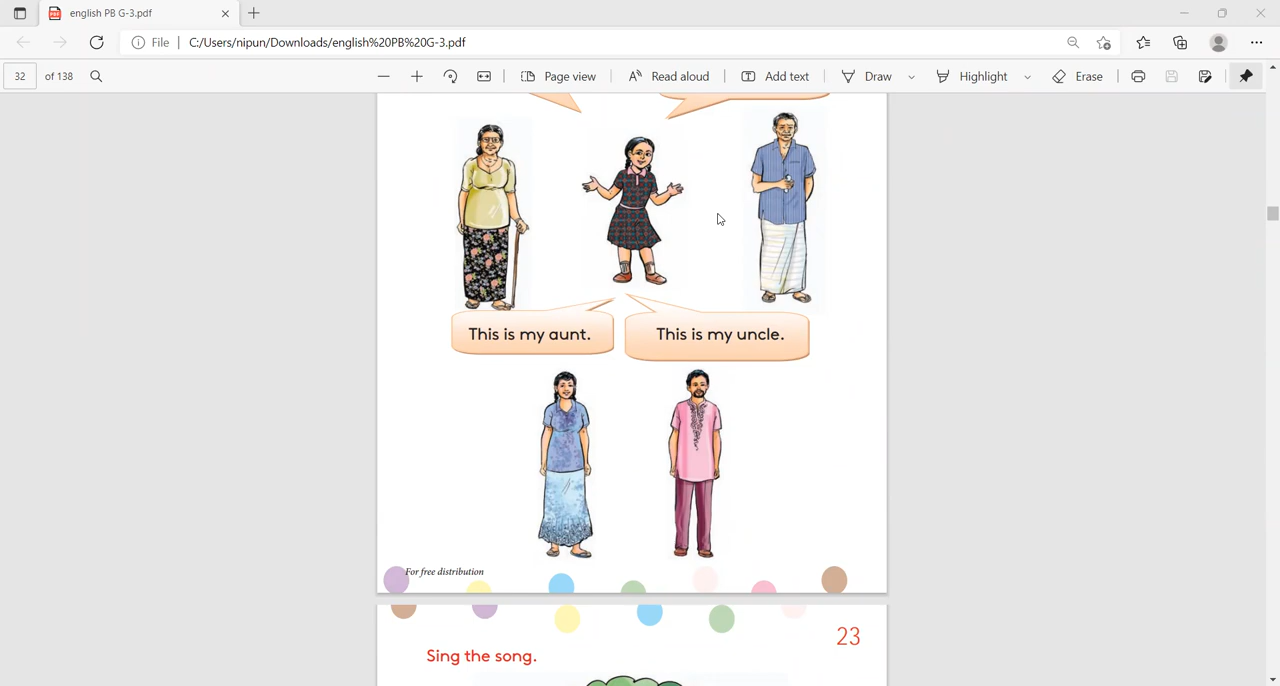 english PB G-3.pdf
File | C:/Users/nipun/Downloads/english%20PB%20G-3.pdf
32 of 138
Page view
Read aloud
Add text
Draw
Highlight
Erase
This is my aunt.
This is my uncle.
For free distribution
23
Sing the song.